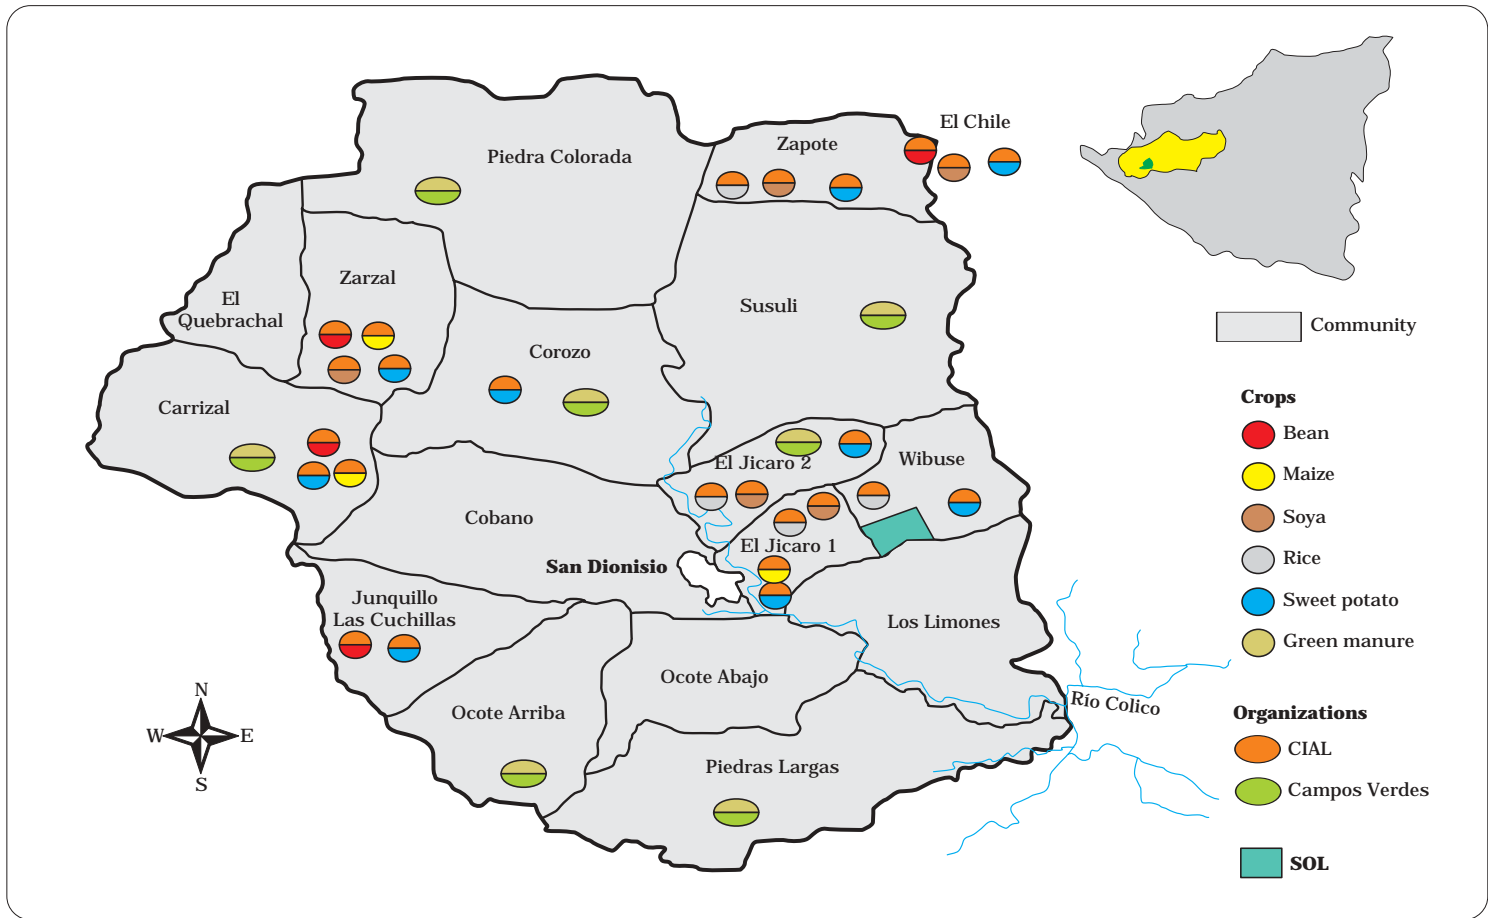 El Chile
Zapote
Piedra Colorada
Zarzal
El
Quebrachal
Susuli
Community
Corozo
Carrizal
Crops
Bean
Maize
Soya
Rice
Sweet potato
Green manure
El Jicaro 2
Wibuse
Cobano
El Jicaro 1
San Dionisio
Junquillo
Las Cuchillas
Los Limones
Ocote Abajo
Río Colico
Ocote Arriba
Piedras Largas
N
W
E
S
Organizations
CIAL
Campos Verdes
SOL